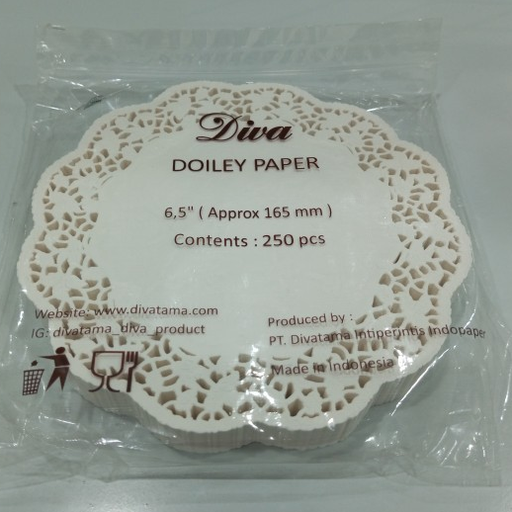 Diva
DOILEY PAPER
6,5" ( Approx 165 mm )
Contents : 250 pcs
Website: www.divatama.com
IG: divatama_diva_product
Produced by :
PT. Divatama Intiperintis Indopaper
Made in Indonesia